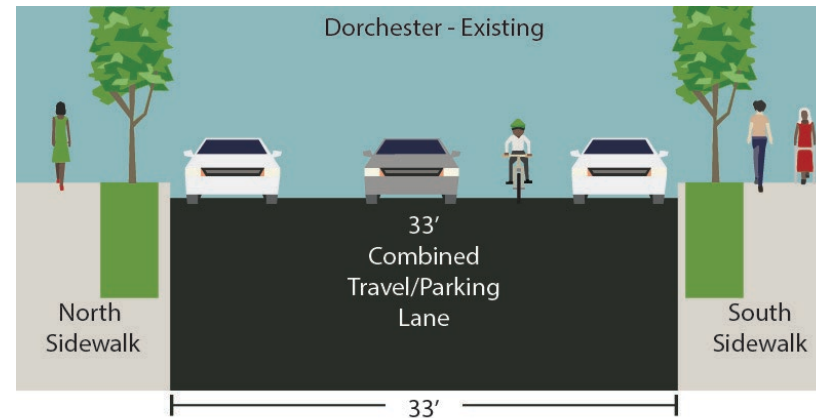 Dorchester - Existing
33’
Combined
Travel/Parking
Lane
North
Sidewalk
South
Sidewalk
33’